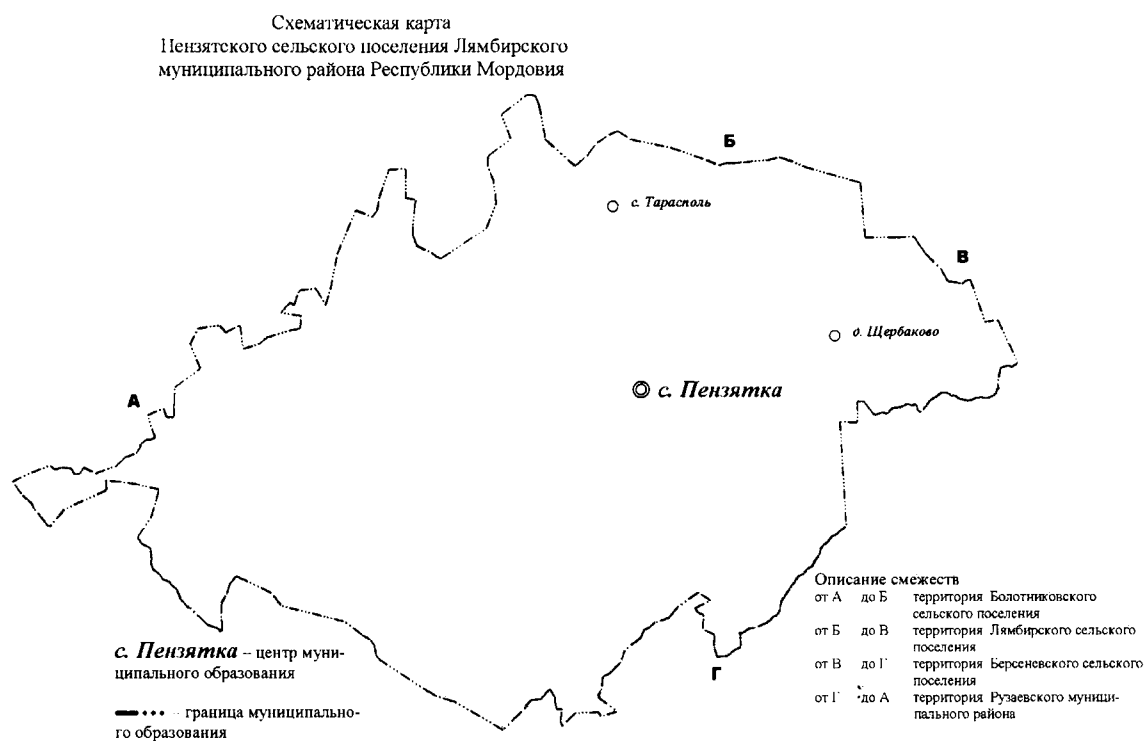 Схематическая карта
Пензятского сельского поселения Лямбирского
муниципального района Республики Мордовия
Б
с. Тарасполь
В
д. Щербаково
с. Пензятка
А
Г
Описание смежеств
от А до Б территория Болотниковского
сельского поселения
от Б до В территория Лямбирского сельского
поселения
от В до Г территория Берсеневского сельского
поселения
от Г до А территория Рузаевского муници-
пального района
с. Пензятка – центр муни-
ципального образования
– граница муниципально-
го образования